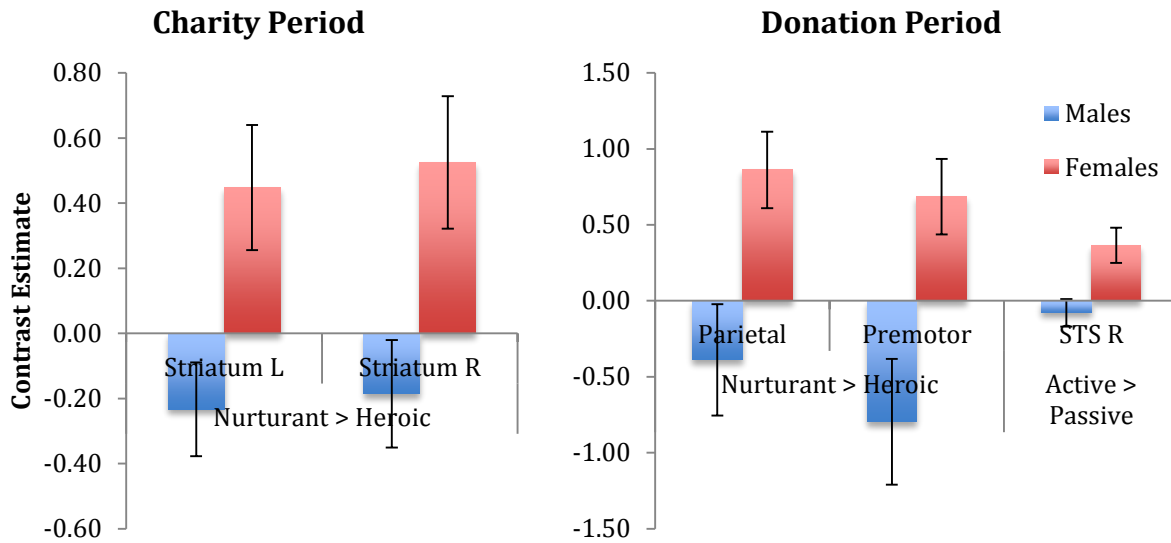 Charity Period
Contrast Estimate
0.80
0.60
0.40
0.20
0.00
-0.20
-0.40
-0.60
Striatum L
Striatum R
Nurturant > Heroic
Donation Period
1.50
1.00
0.50
0.00
-0.50
-1.00
-1.50
Males
Females
Parietal
Premotor
STS R
Nurturant > Heroic
Active >
Passive